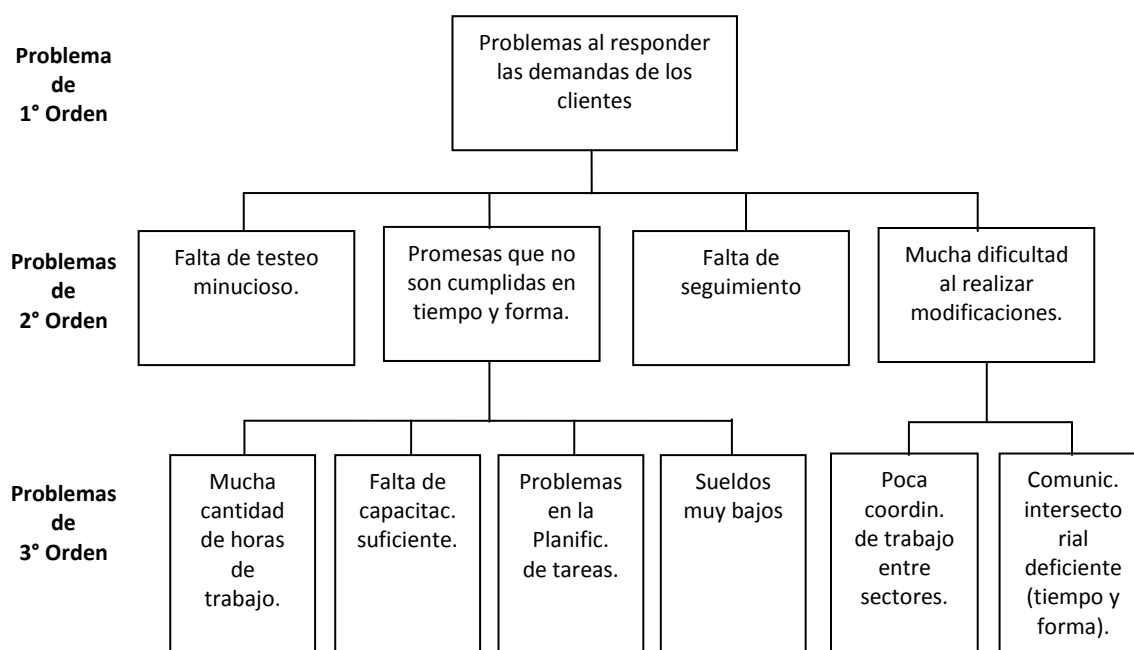 Problema
de
1° Orden
Problemas al responder
las demandas de los
clientes
Problemas
de
2° Orden
Falta de testeo
minucioso.
Promesas que no
son cumplidas en
tiempo y forma.
Falta de
seguimiento
Mucha dificultad
al realizar
modificaciones.
Problemas
de
3° Orden
Mucha
cantidad
de horas
de
trabajo.
Falta de
capacitac.
suficiente.
Problemas
en la
Planific.
de tareas.
Sueldos
muy bajos
Poca
coordin.
de trabajo
entre
sectores.
Comunic.
intersecto
rial
deficiente
(tiempo y
forma).